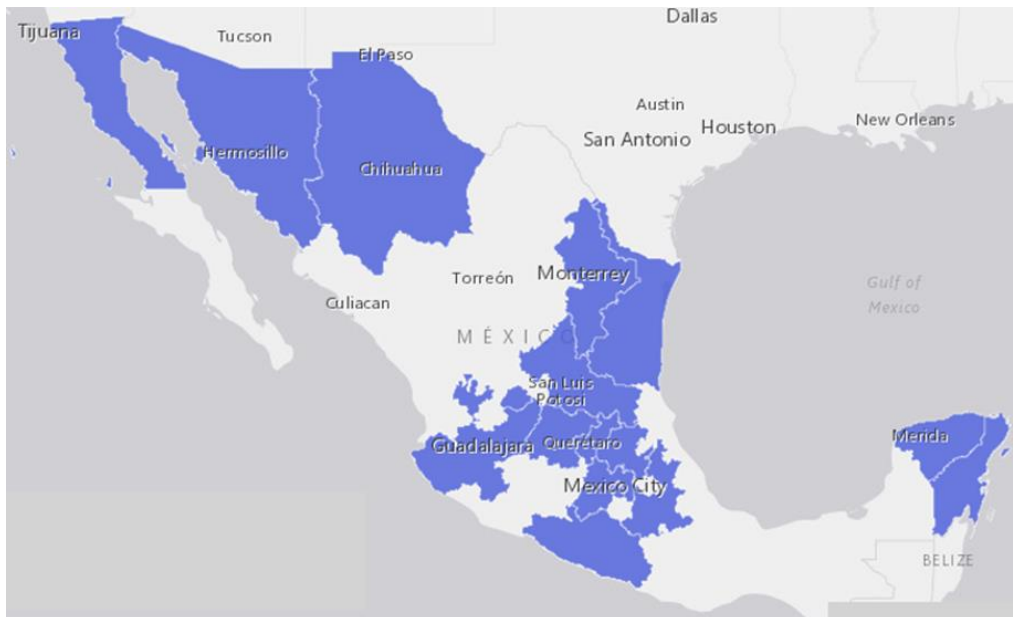 Dallas
Tijuana
Tucson
El Paso
Austin
New Orleans
Houston
San Antonio
Hermosillo
Chihuahua
Monterrey
Torreón
Gulf of
Mexico
Culiacan
MÉXICO
San Luis
Potosi
Merida
Guadalajara
Querétaro
Mexico City
BELIZE